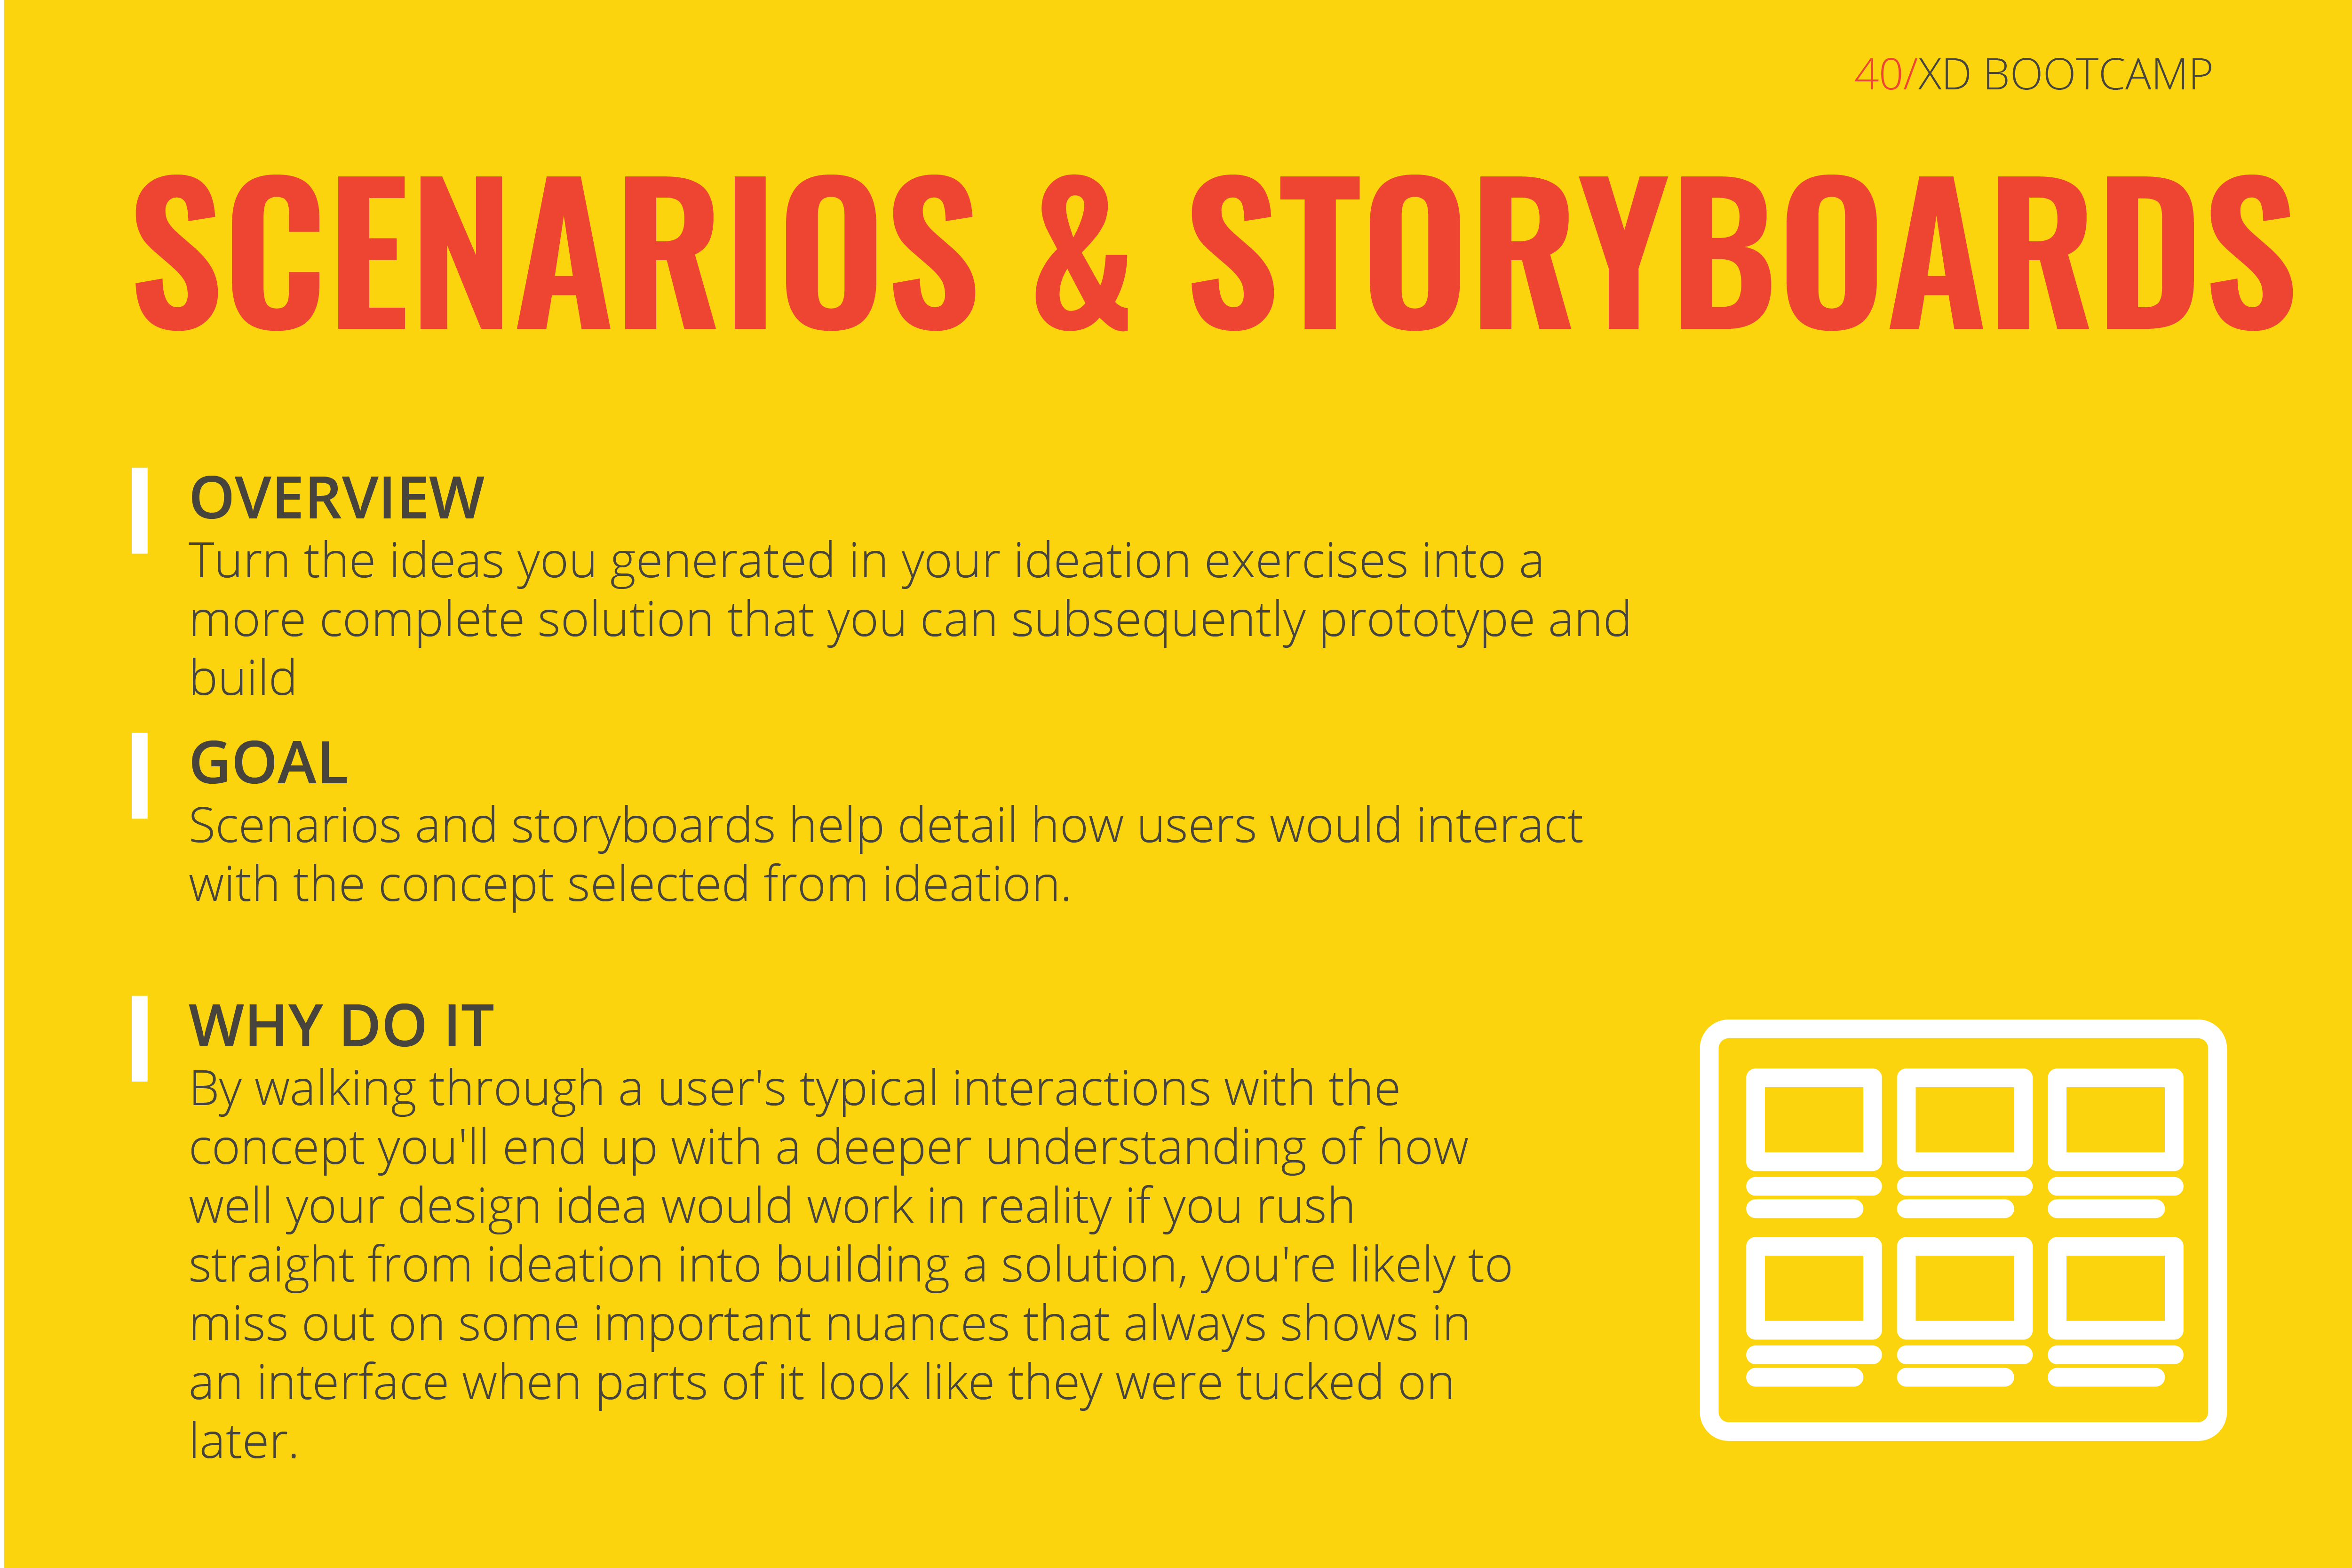 40/XD BOOTCAMP
SCENARIOS & STORYBOARDS
OVERVIEW
Turn the ideas you generated in your ideation exercises into a
more complete solution that you can subsequently prototype and
build
GOAL
Scenarios and storyboards help detail how users would interact
with the concept selected from ideation.
WHY DO IT
By walking through a user's typical interactions with the
concept you'll end up with a deeper understanding of how
well your design idea would work in reality if you rush
straight from ideation into building a solution, you're likely to
miss out on some important nuances that always shows in
an interface when parts of it look like they were tucked on
later.